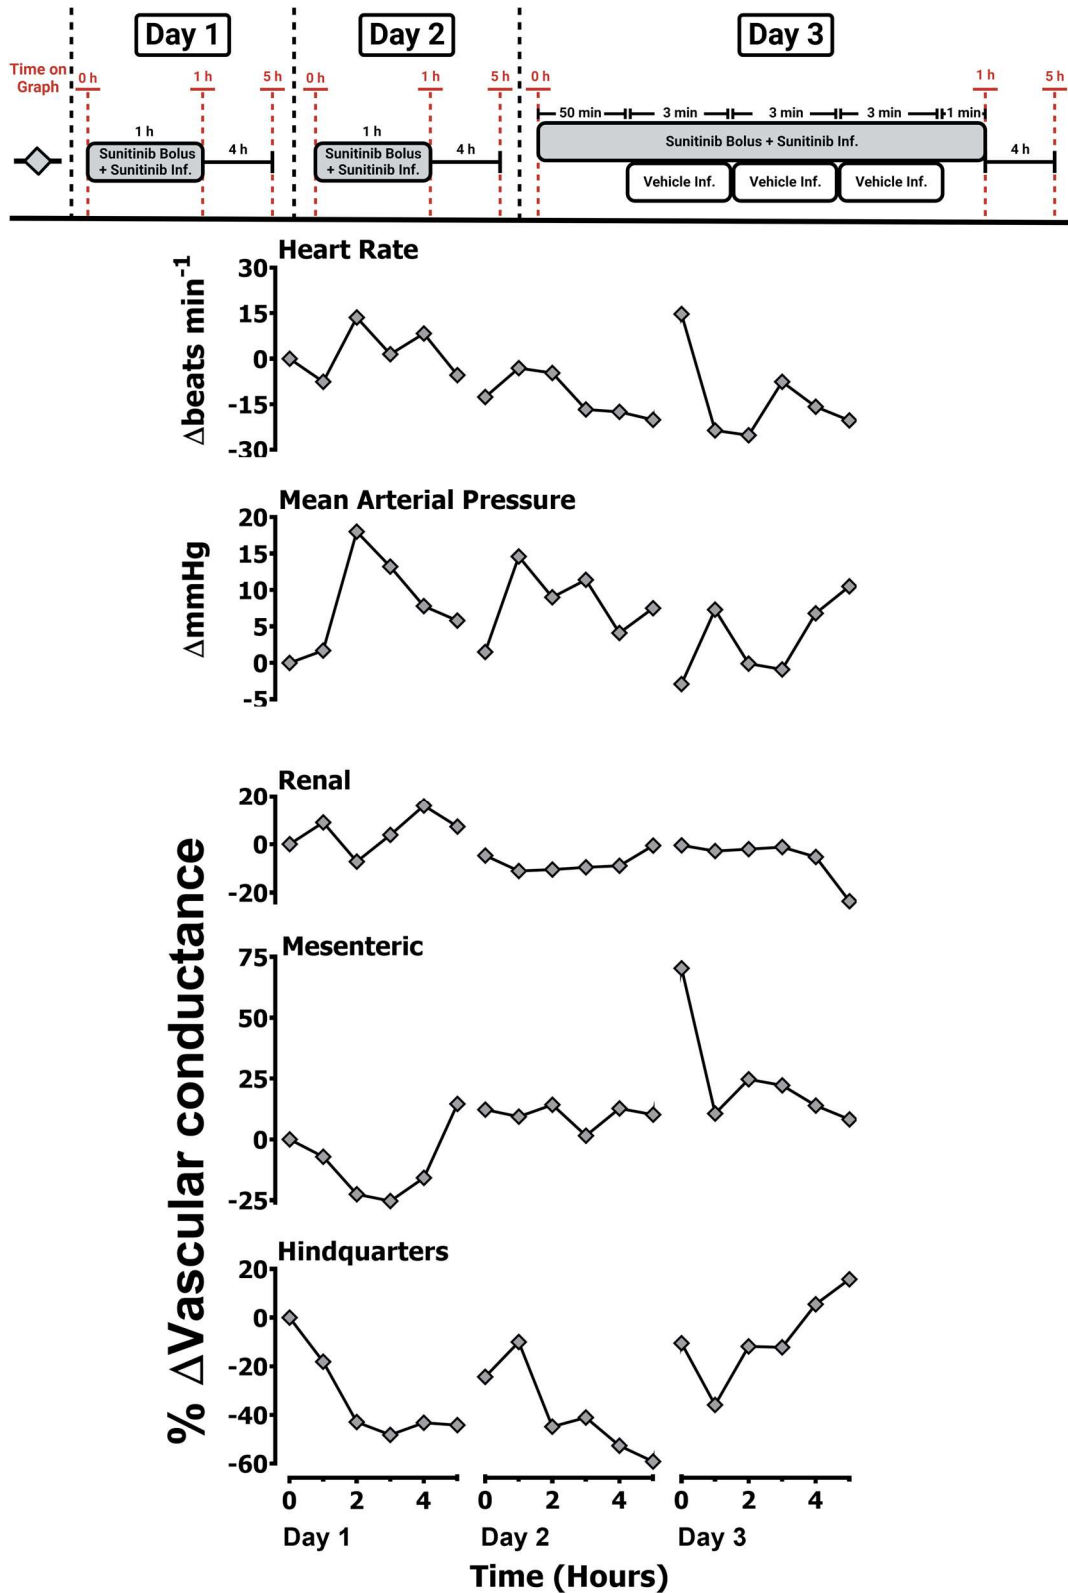 Day 1 Day 2 Day 3
Time on
Graph
0 h 1 h 5 h 0 h 1 h 5 h 0 h 1 h 5 h
50 min 3 min 3 min 3 min 1 min
1 h 1 h
Sunitinib Bolus
+ Sunitinib Inf.
4 h
Sunitinib Bolus
+ Sunitinib Inf.
4 h
Sunitinib Bolus + Sunitinib Inf.
4 h
Vehicle Inf. Vehicle Inf. Vehicle Inf.
Heart Rate
Δbeats min⁻¹
30
15
0
-15
-30
Mean Arterial Pressure
ΔmmHg
20
15
10
5
0
-5
% ΔVascular conductance
Renal
20
0
-20
Mesenteric
75
50
25
0
-25
Hindquarters
20
0
-20
-40
-60
0 2 4 0 2 4 0 2 4
Day 1 Day 2 Day 3
Time (Hours)